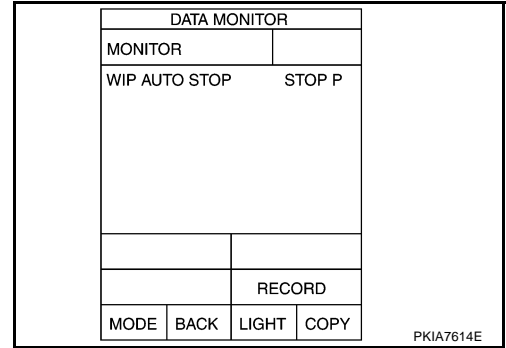 DATA MONITOR
MONITOR
WIP AUTO STOP STOP P
RECORD
MODE BACK LIGHT COPY
PKIA7614E